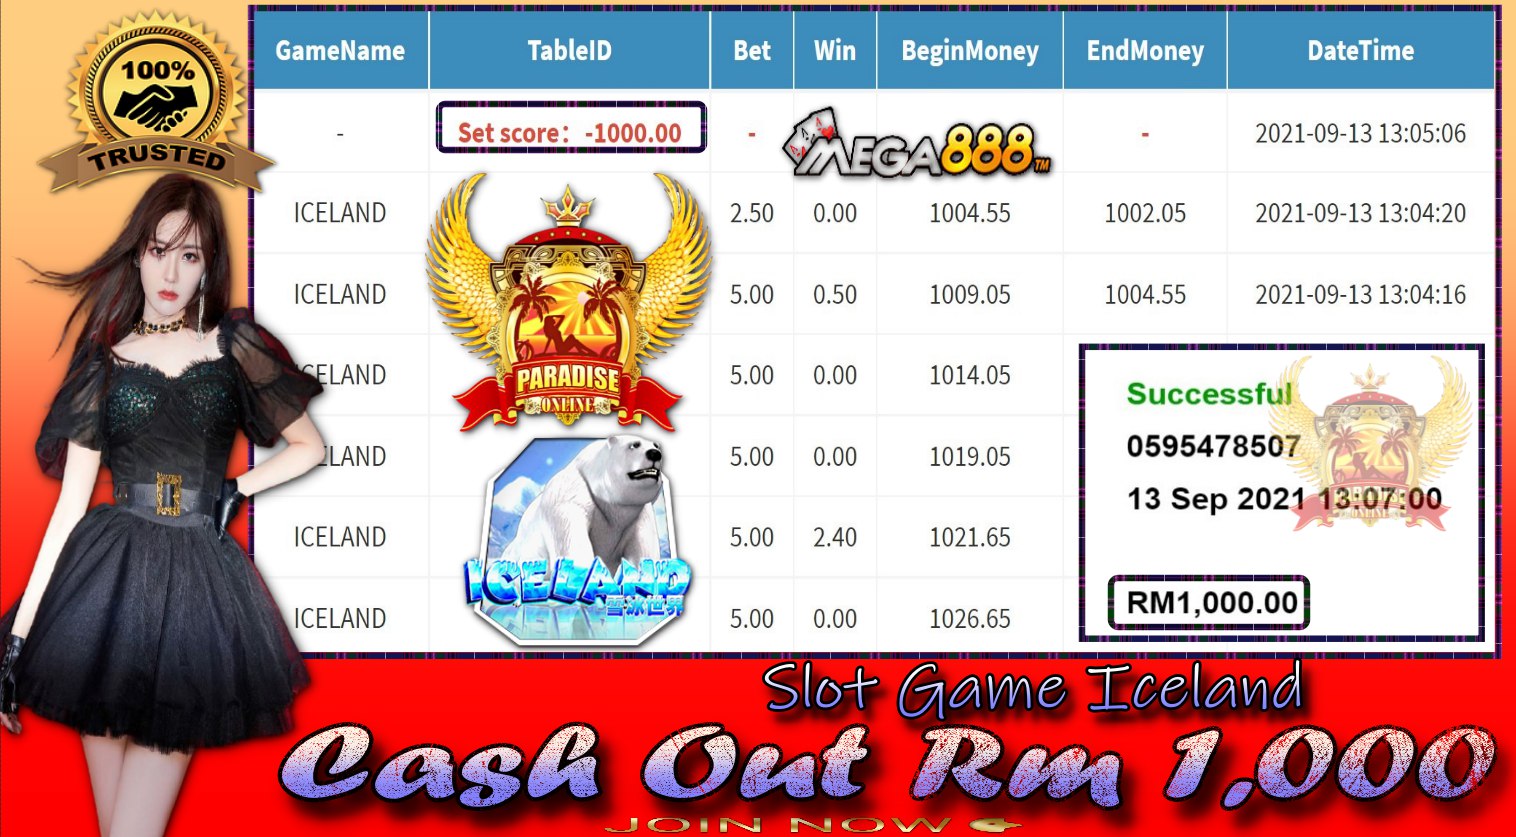 100%
TRUSTED
GameName TableID Bet Win BeginMoney EndMoney DateTime
- Set score: -1000.00 - MEGA888 TM - 2021-09-13 13:05:06
ICELAND 2.50 0.00 1004.55 1002.05 2021-09-13 13:04:20
ICELAND 5.00 0.50 1009.05 1004.55 2021-09-13 13:04:16
CELAND 5.00 0.00 1014.05
PARADISE
ONLINE
ELAND 5.00 0.00 1019.05
ICELAND 5.00 2.40 1021.65
ICELAND
雪冰世界
ICELAND 5.00 0.00 1026.65
Successful
0595478507
13 Sep 2021 13:07:00
ONLINE
RM1,000.00
Slot Game Iceland
Cash Out Rm 1,000
JOIN NOW